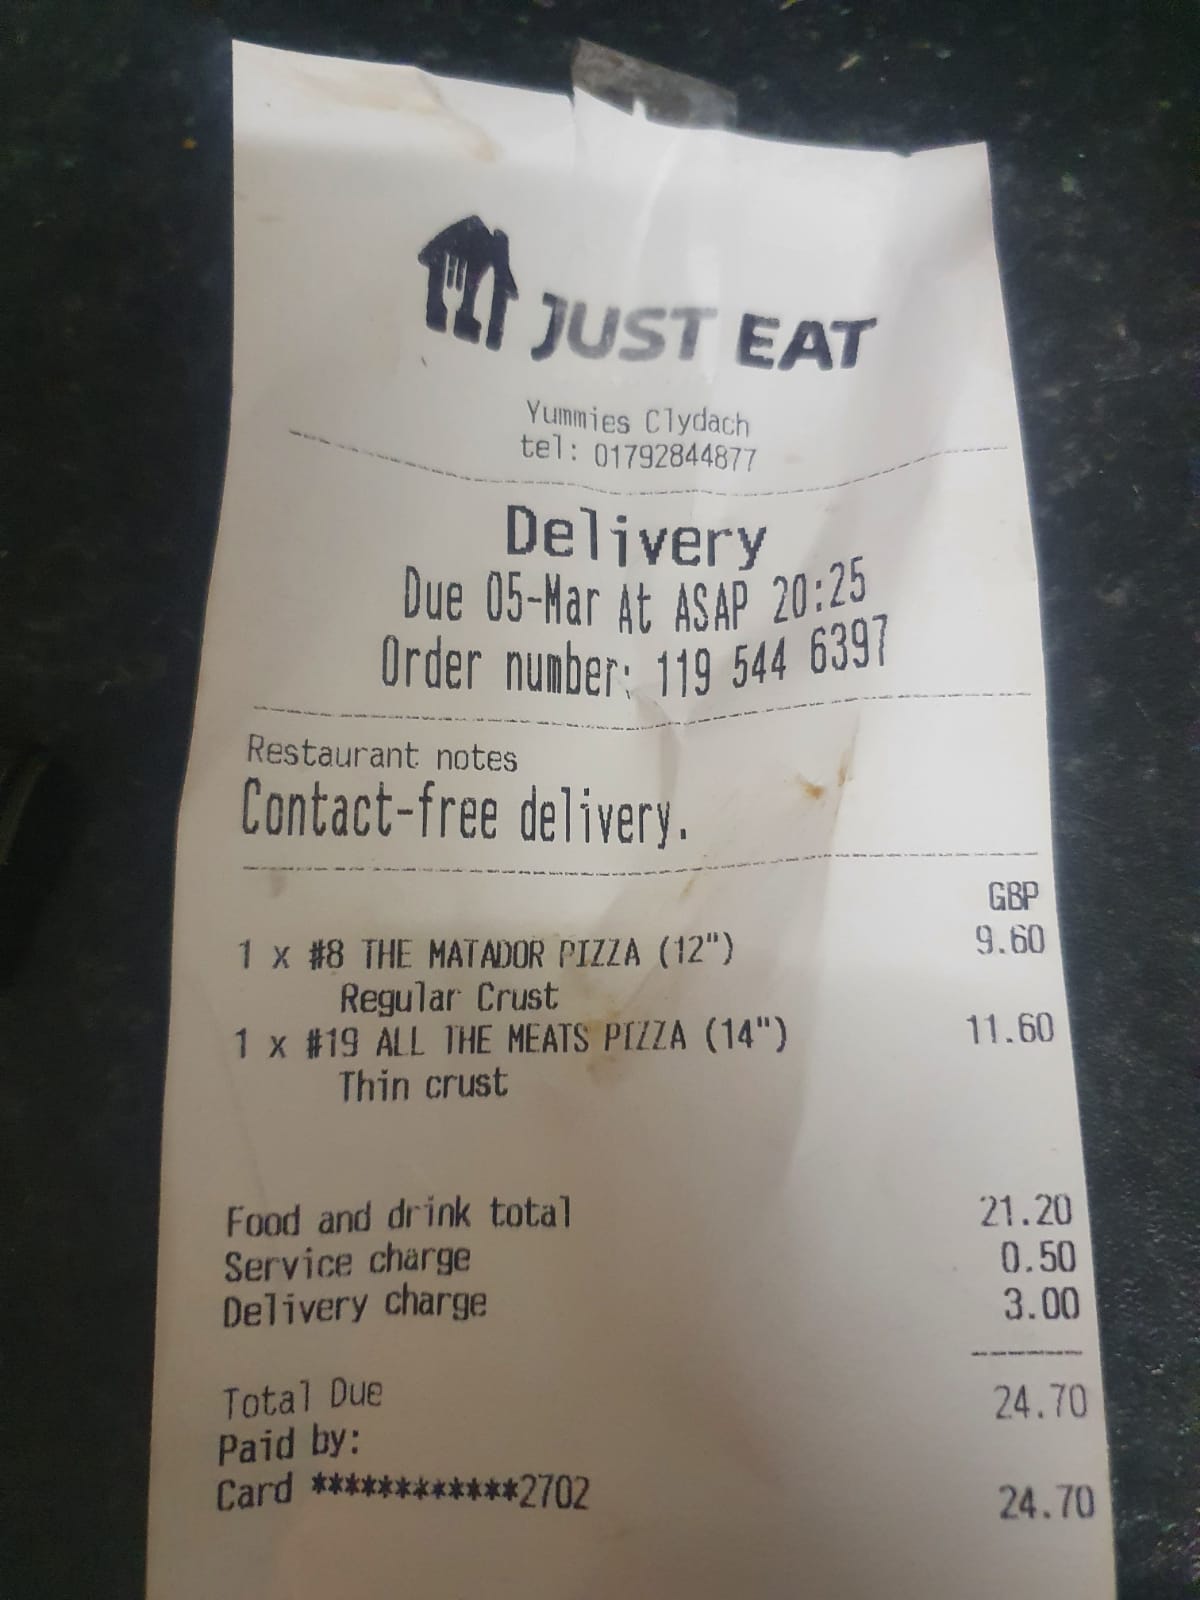 JUST EAT
Yummies Clydach
tel: 01792844877
Delivery
Due 05-Mar At ASAP 20:25
Order number: 119 544 6397
Restaurant notes
Contact-free delivery.
GBP
1 x #8 THE MATADOR PIZZA (12") 9.60
Regular Crust
1 x #19 ALL THE MEATS PIZZA (14") 11.60
Thin crust
Food and drink total 21.20
Service charge 0.50
Delivery charge 3.00
Total Due 24.70
Paid by:
Card ************2702 24.70